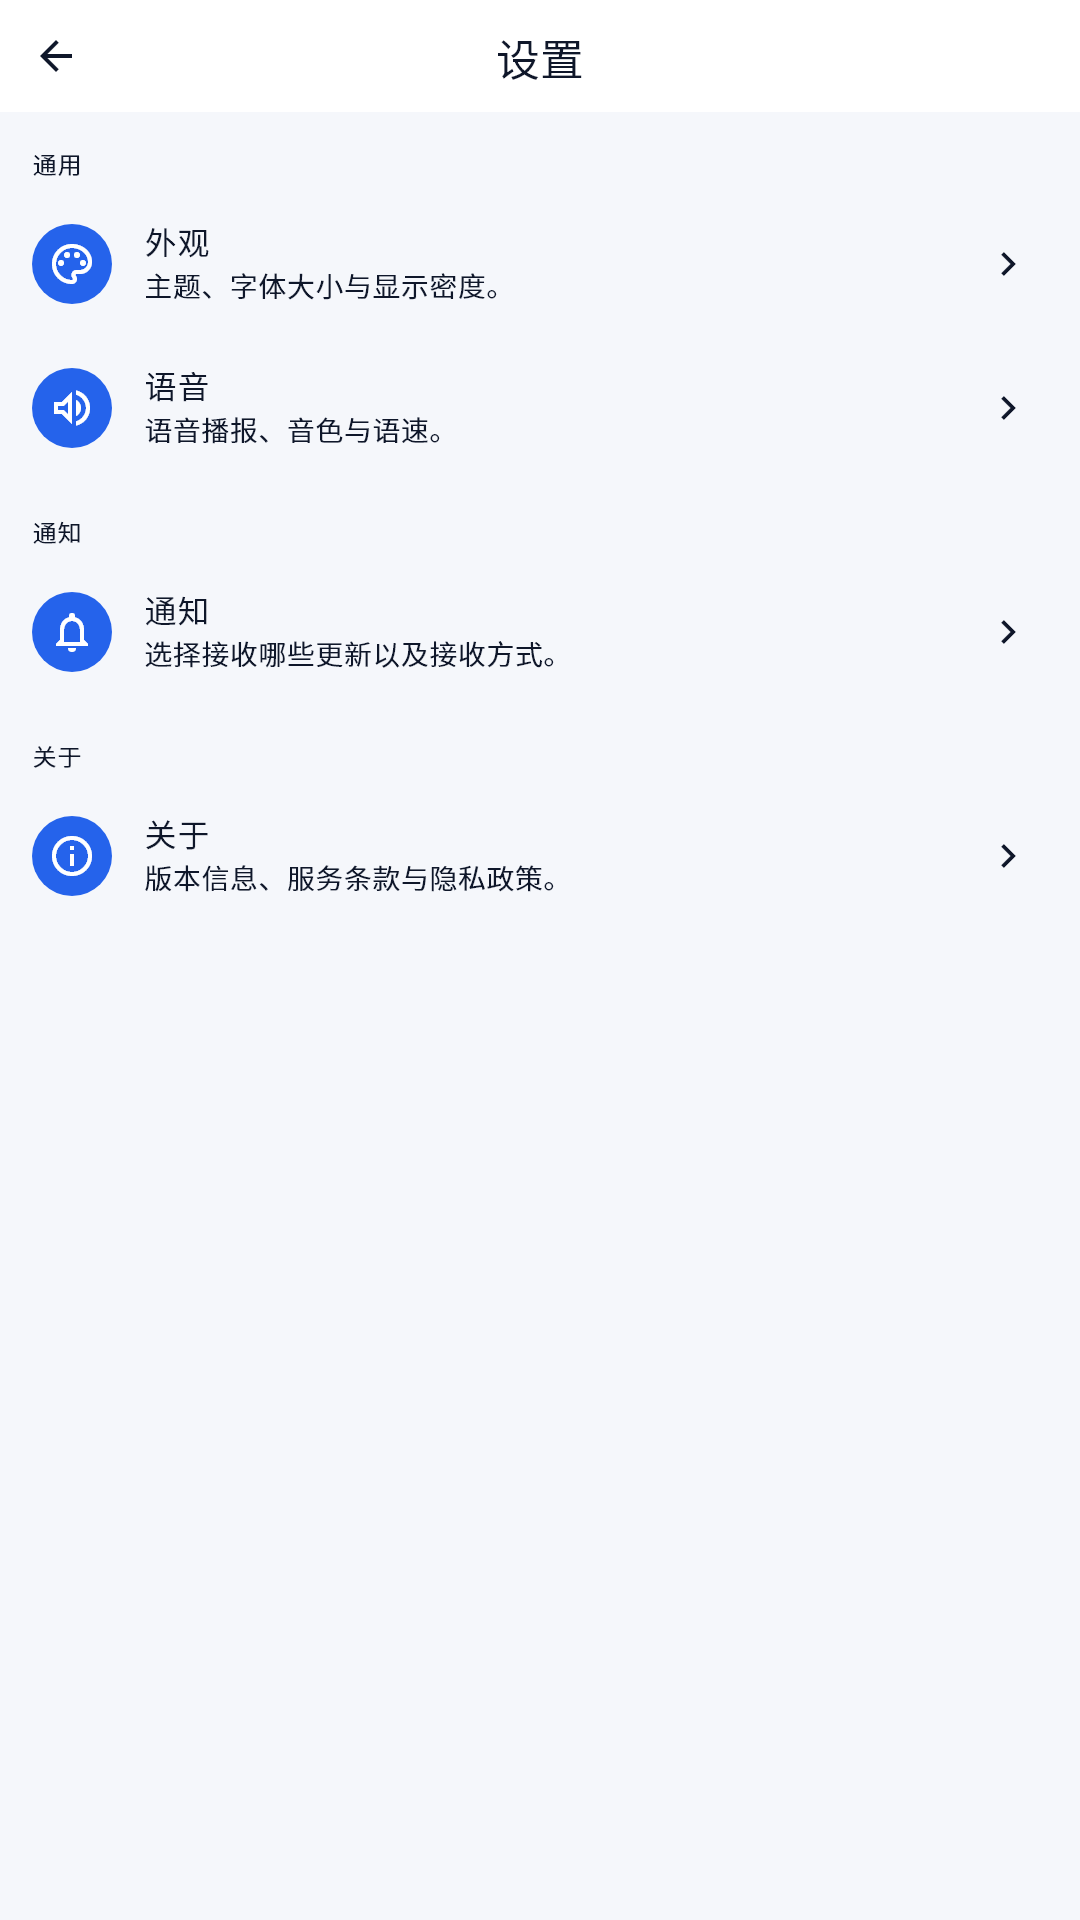 设置
通用
外观
主题、字体大小与显示密度。
语音
语音播报、音色与语速。
通知
通知
选择接收哪些更新以及接收方式。
关于
关于
版本信息、服务条款与隐私政策。